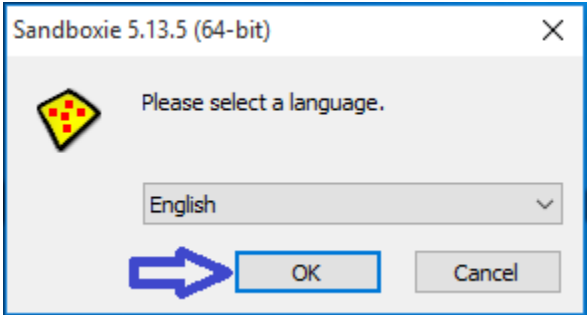 Sandboxie 5.13.5 (64-bit)
Please select a language.
English
OK Cancel